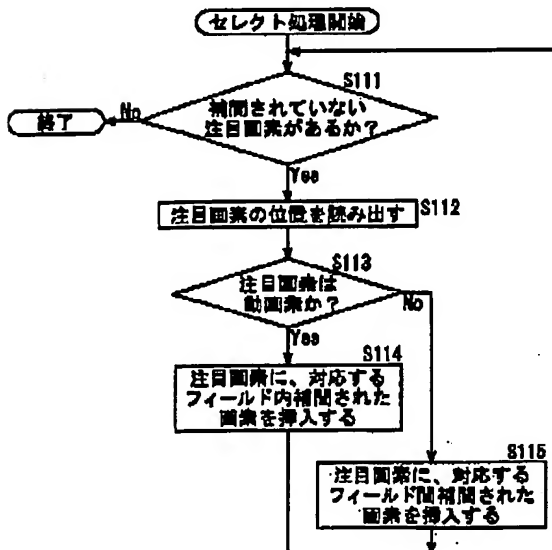 セレクト処理開始
S111
補間されていない
注目画素があるか？
No
終了
Yes
注目画素の位置を読み出す
S112
S113
注目画素は
動画素か？
No
Yes
S114
注目画素に、対応する
フィールド内補間された
画素を挿入する
S115
注目画素に、対応する
フィールド間補間された
画素を挿入する